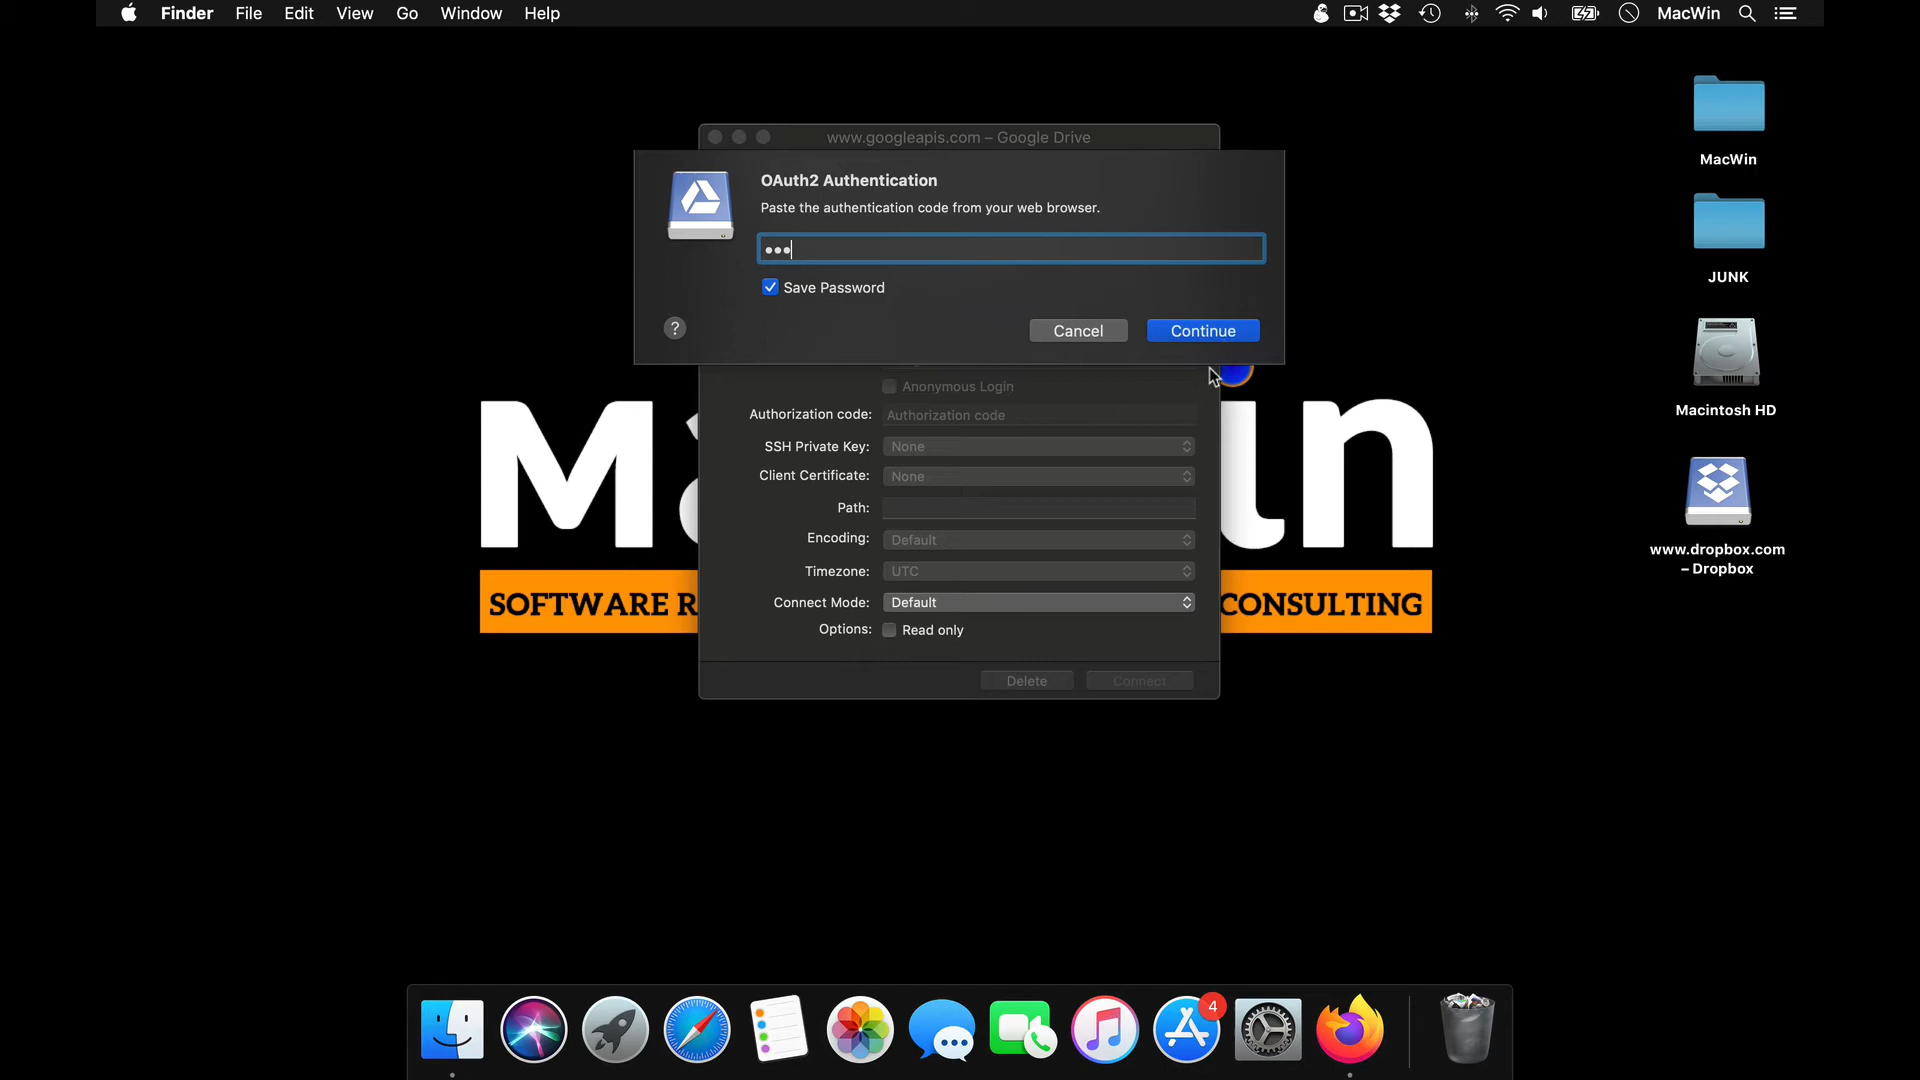 Finder File Edit View Go Window Help MacWin
www.googleapis.com – Google Drive
OAuth2 Authentication
Paste the authentication code from your web browser.
•••
Save Password
?
Cancel Continue
Anonymous Login
Authorization code: Authorization code
SSH Private Key: None
Client Certificate: None
Path:
Encoding: Default
Timezone: UTC
Connect Mode: Default
Options: Read only
Delete Connect
SOFTWARE R
CONSULTING
MacWin
JUNK
Macintosh HD
www.dropbox.com
– Dropbox
4